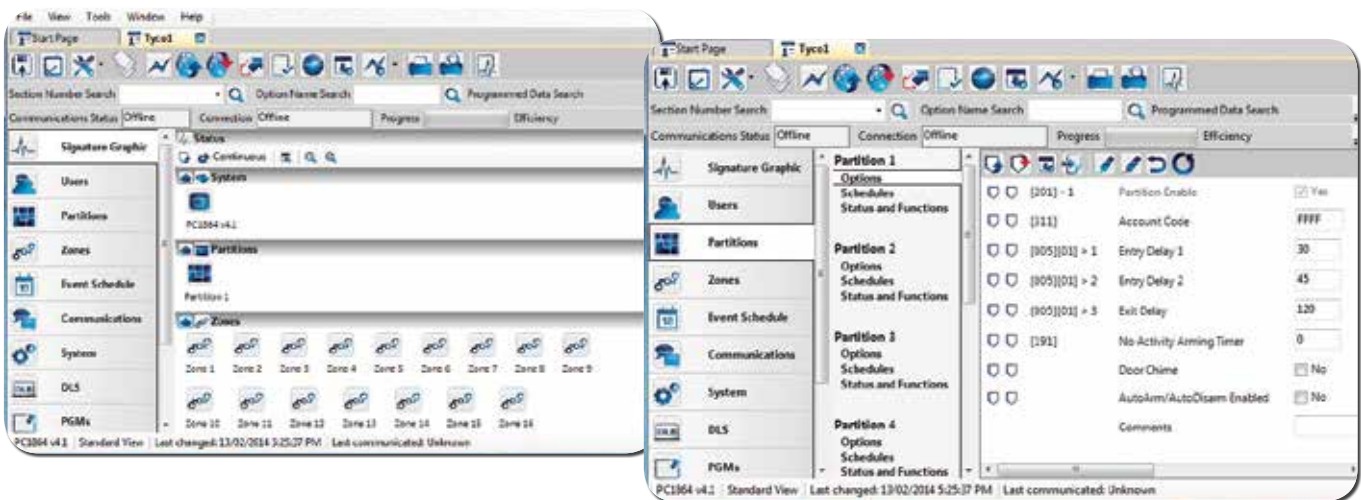 File View Tools Window Help
Start Page Tyco1
Section Number Search Option Name Search Programmed Data Search
Communications Status Offline Connection Offline Progress Efficiency
Signature Graphic
Users
Partitions
Zones
Event Schedule
Communications
System
DLS
PGMs
Status
Continuous
System
PC1864 v4.1
Partitions
Partition 1
Zones
Zone 1 Zone 2 Zone 3 Zone 4 Zone 5 Zone 6 Zone 7 Zone 8 Zone 9
Zone 10 Zone 11 Zone 12 Zone 13 Zone 14 Zone 15 Zone 16
PC1864 v4.1 Standard View Last changed: 13/02/2014 5:25:37 PM Last communicated: Unknown
Start Page Tyco1
Section Number Search Option Name Search Programmed Data Search
Communications Status Offline Connection Offline Progress Efficiency
Signature Graphic
Users
Partitions
Zones
Event Schedule
Communications
System
DLS
PGMs
Partition 1
Options
Schedules
Status and Functions
Partition 2
Options
Schedules
Status and Functions
Partition 3
Options
Schedules
Status and Functions
Partition 4
Options
Schedules
Status and Functions
[201] - 1 Partition Enable Yes
[311] Account Code FFFF
[005][01] > 1 Entry Delay 1 30
[005][01] > 2 Entry Delay 2 45
[005][01] > 3 Exit Delay 120
[191] No Activity Arming Timer 0
Door Chime No
AutoArm/AutoDisarm Enabled No
Comments
PC1864 v4.1 Standard View Last changed: 13/02/2014 5:25:37 PM Last communicated: Unknown